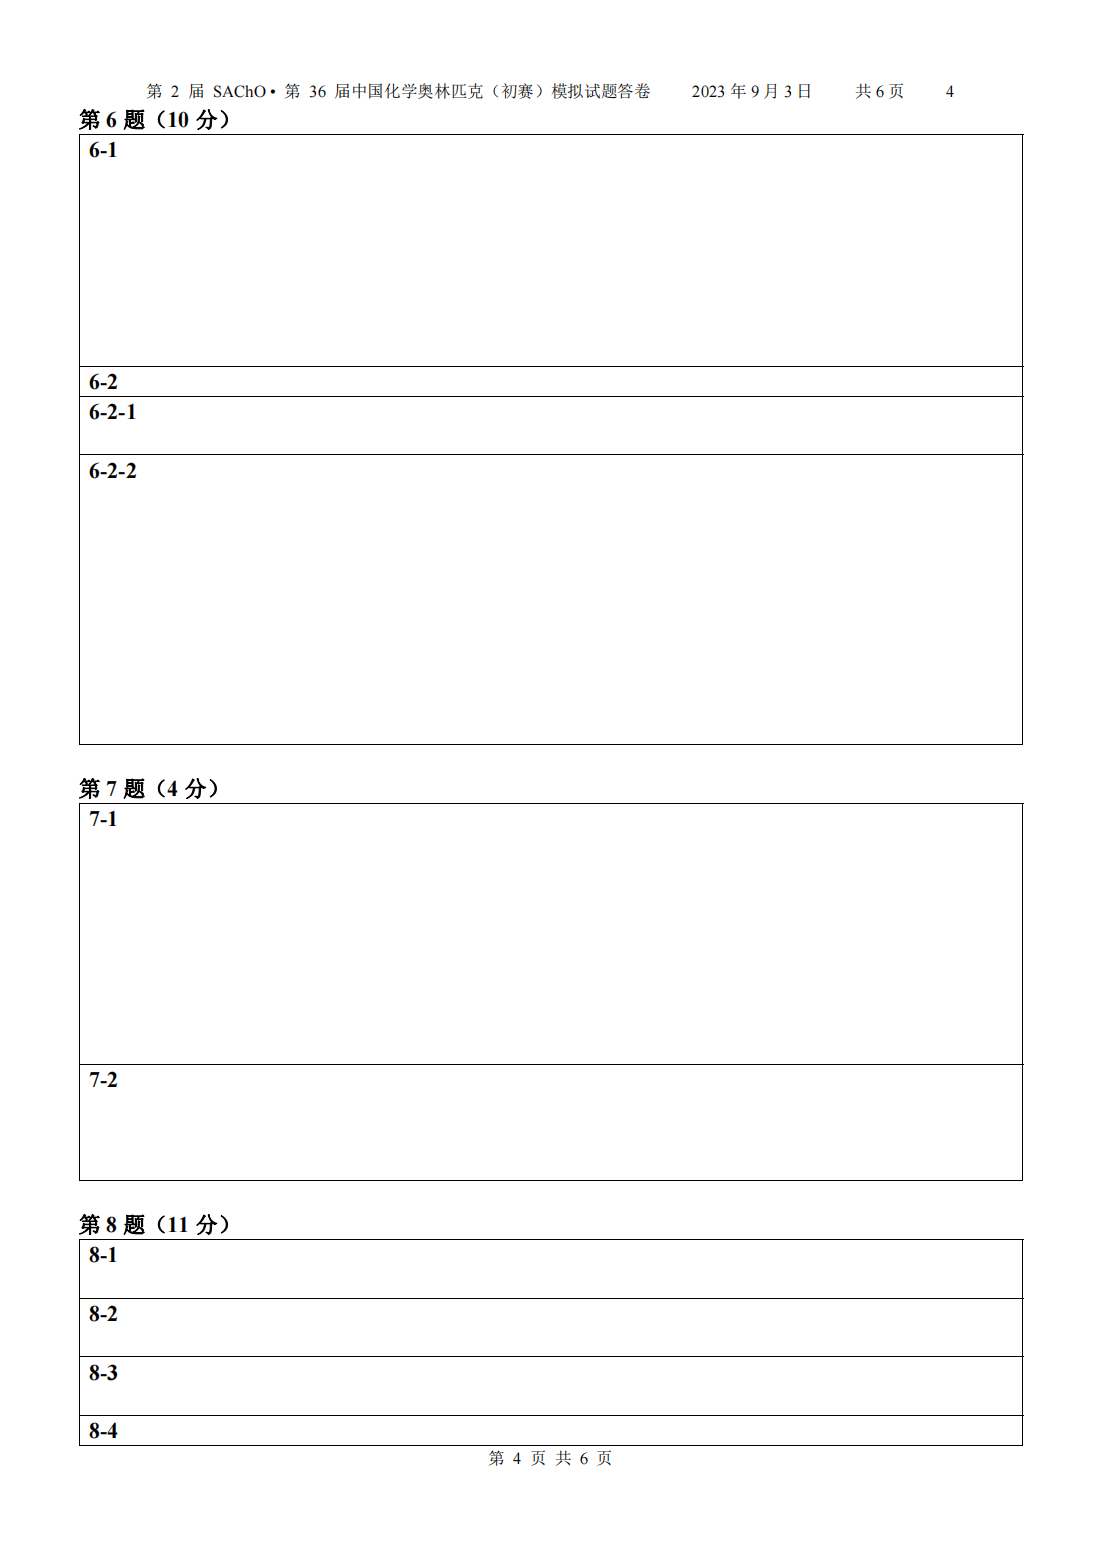 第 2 届 SAChO• 第 36 届中国化学奥林匹克（初赛）模拟试题答卷 2023 年 9 月 3 日 共 6 页 4
第 6 题（10 分）
6-1
6-2
6-2-1
6-2-2
第 7 题（4 分）
7-1
7-2
第 8 题（11 分）
8-1
8-2
8-3
8-4
第 4 页 共 6 页